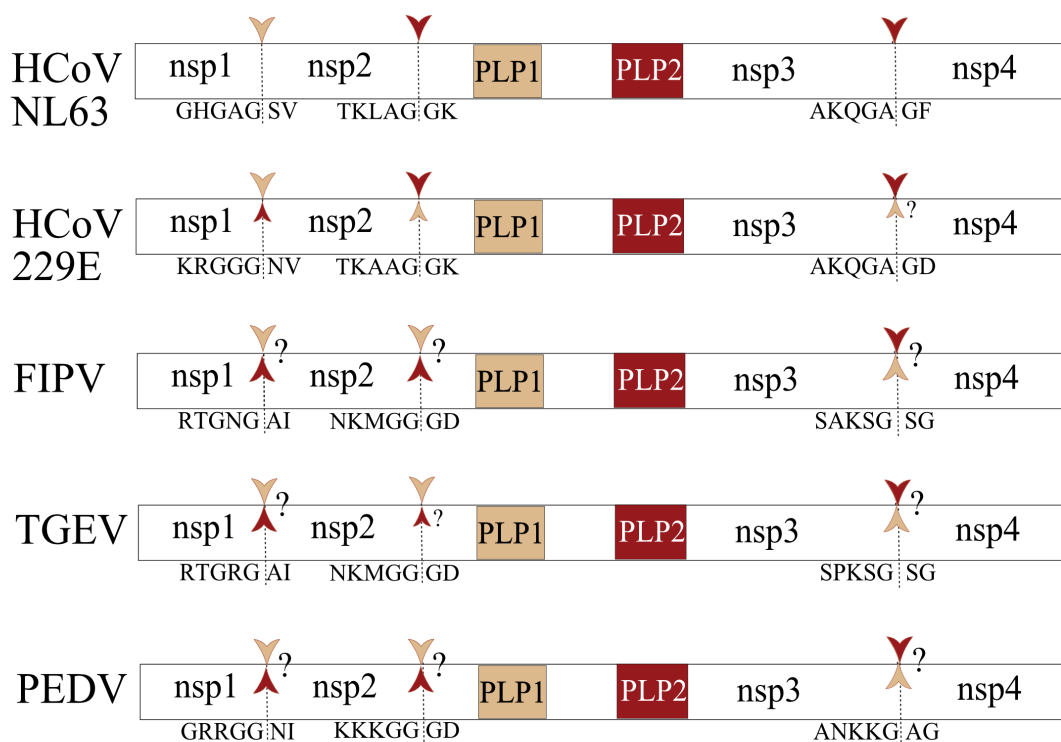 HCoV
NL63
nsp1 nsp2 PLP1 PLP2 nsp3 nsp4
GHGAG SV TKLAG GK AKQGA GF
HCoV
229E
nsp1 nsp2 PLP1 PLP2 nsp3 ? nsp4
KRGGG NV TKAAG GK AKQGA GD
FIPV
nsp1 ? nsp2 ? PLP1 PLP2 nsp3 ? nsp4
RTGNG AI NKMGG GD SAKSG SG
TGEV
nsp1 ? nsp2 ? PLP1 PLP2 nsp3 ? nsp4
RTGRG AI NKMGG GD SPKSG SG
PEDV
nsp1 ? nsp2 ? PLP1 PLP2 nsp3 ? nsp4
GRRGG NI KKKGG GD ANKKG AG